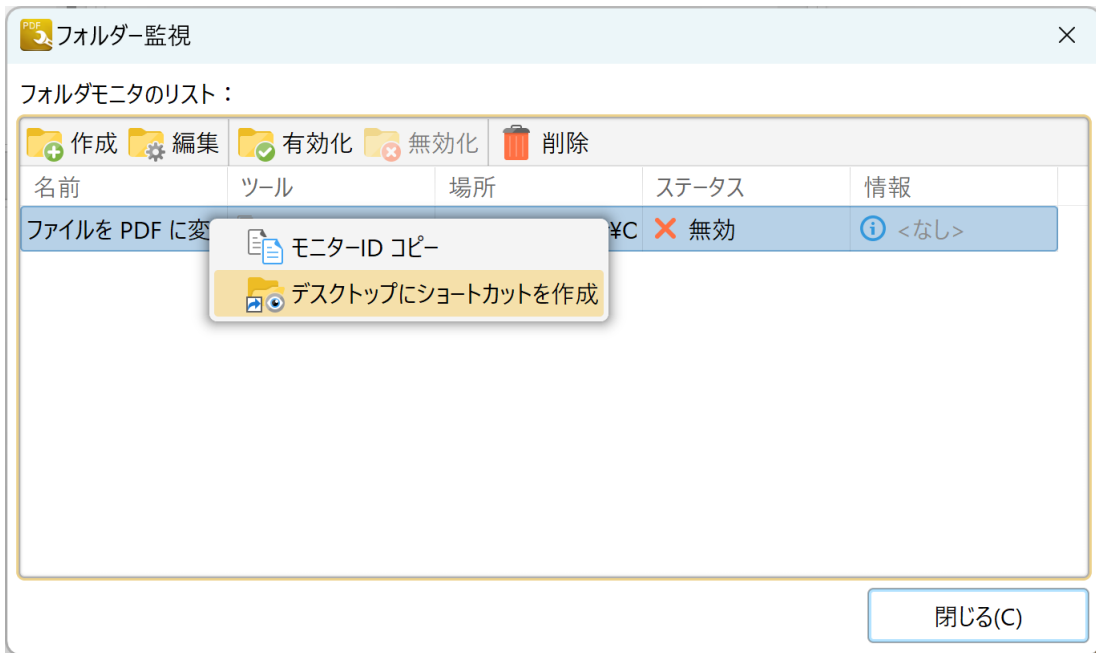 PDF
フォルダー監視
フォルダモニタのリスト：
作成 編集 有効化 無効化 削除
名前 ツール 場所 ステータス 情報
ファイルを PDF に変 ¥C 無効 <なし>
モニターID コピー
デスクトップにショートカットを作成
閉じる(C)